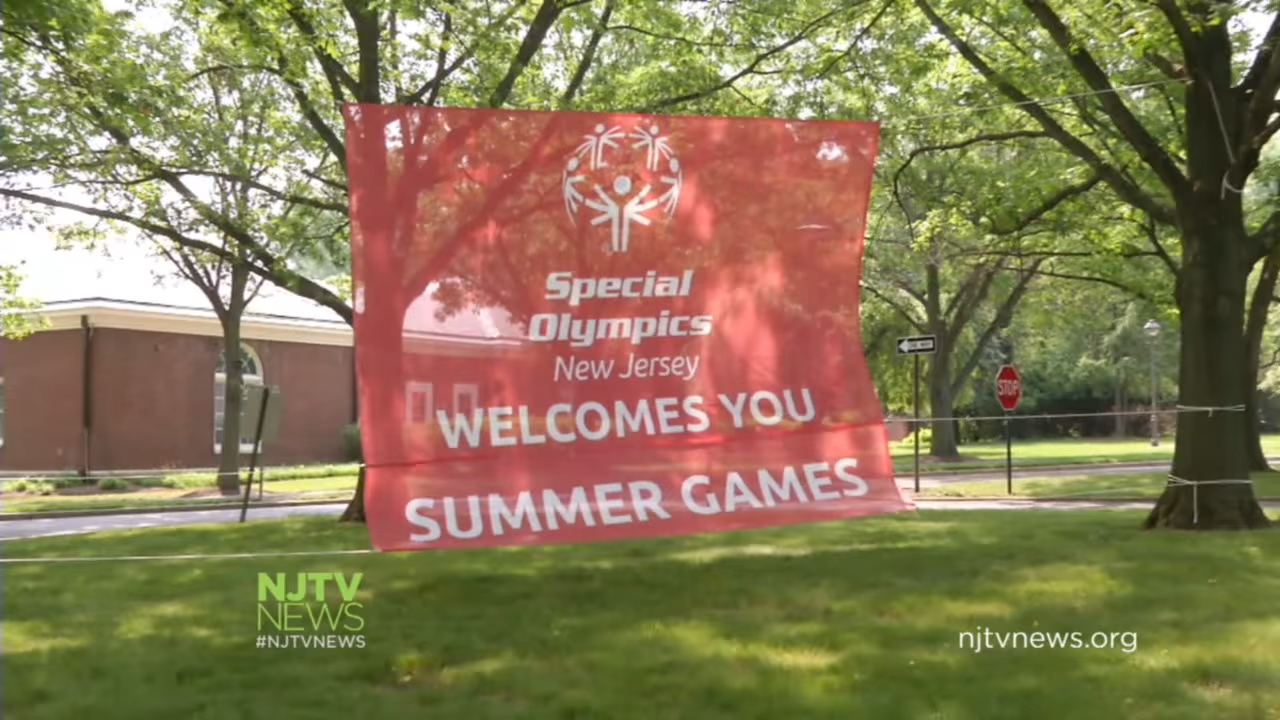 Special
Olympics
New Jersey
WELCOMES YOU
SUMMER GAMES
ONE WAY
STOP
NJTV
NEWS
#NJTVNEWS
njtvnews.org